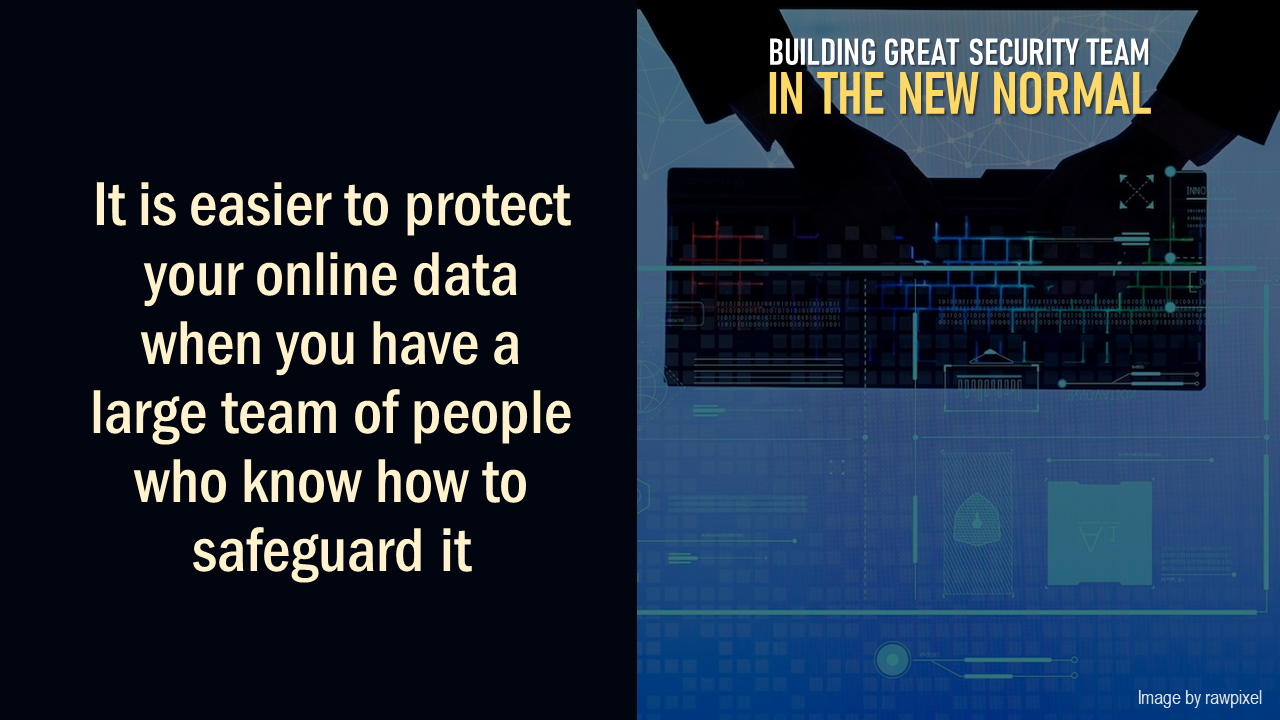 It is easier to protect
your online data
when you have a
large team of people
who know how to
safeguard it
BUILDING GREAT SECURITY TEAM
IN THE NEW NORMAL
Image by rawpixel